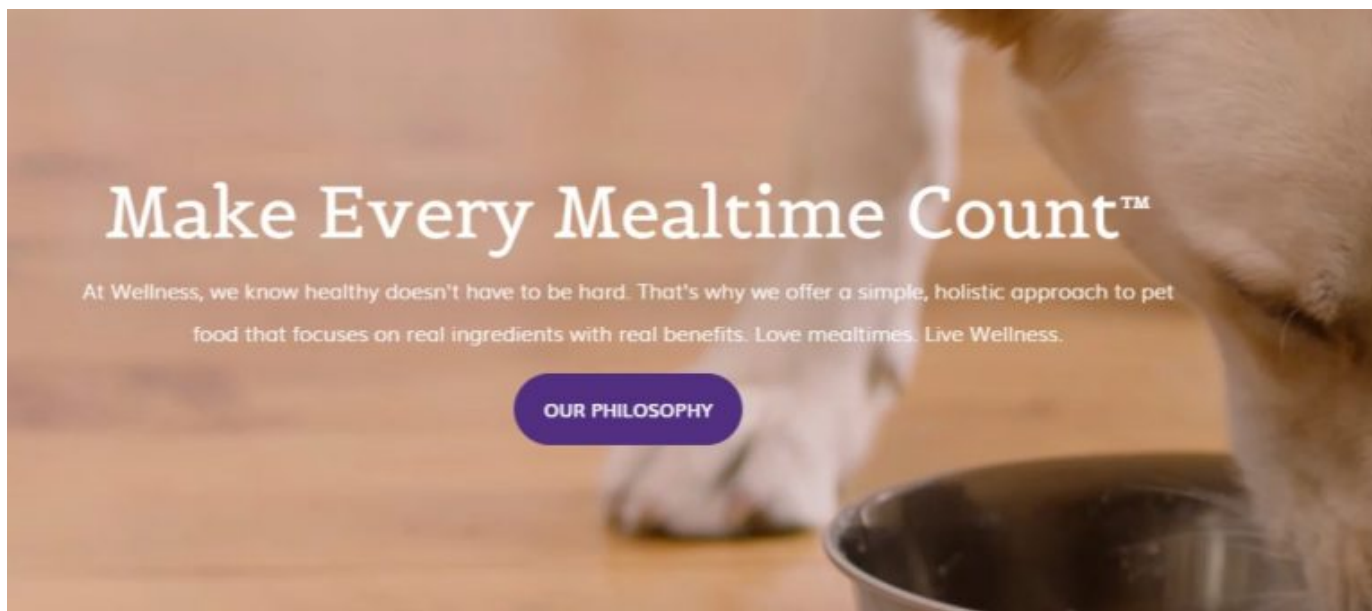 Make Every Mealtime Count™
At Wellness, we know healthy doesn't have to be hard. That's why we offer a simple, holistic approach to pet
food that focuses on real ingredients with real benefits. Love mealtimes. Live Wellness.
OUR PHILOSOPHY